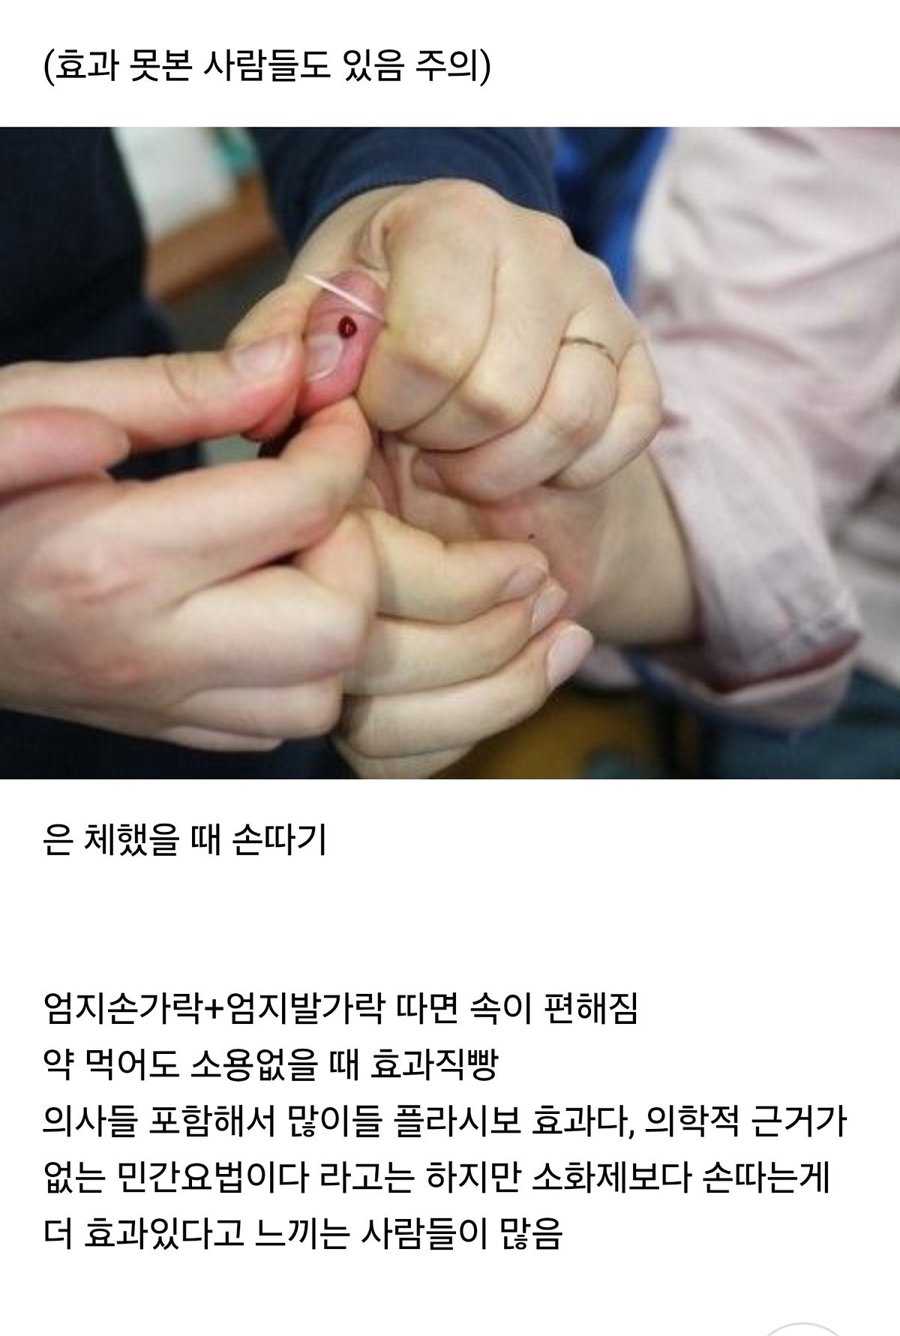 (효과 못본 사람들도 있음 주의)
은 체했을 때 손따기
엄지손가락+엄지발가락 따면 속이 편해짐
약 먹어도 소용없을 때 효과직빵
의사들 포함해서 많이들 플라시보 효과다, 의학적 근거가
없는 민간요법이다 라고는 하지만 소화제보다 손따는게
더 효과있다고 느끼는 사람들이 많음